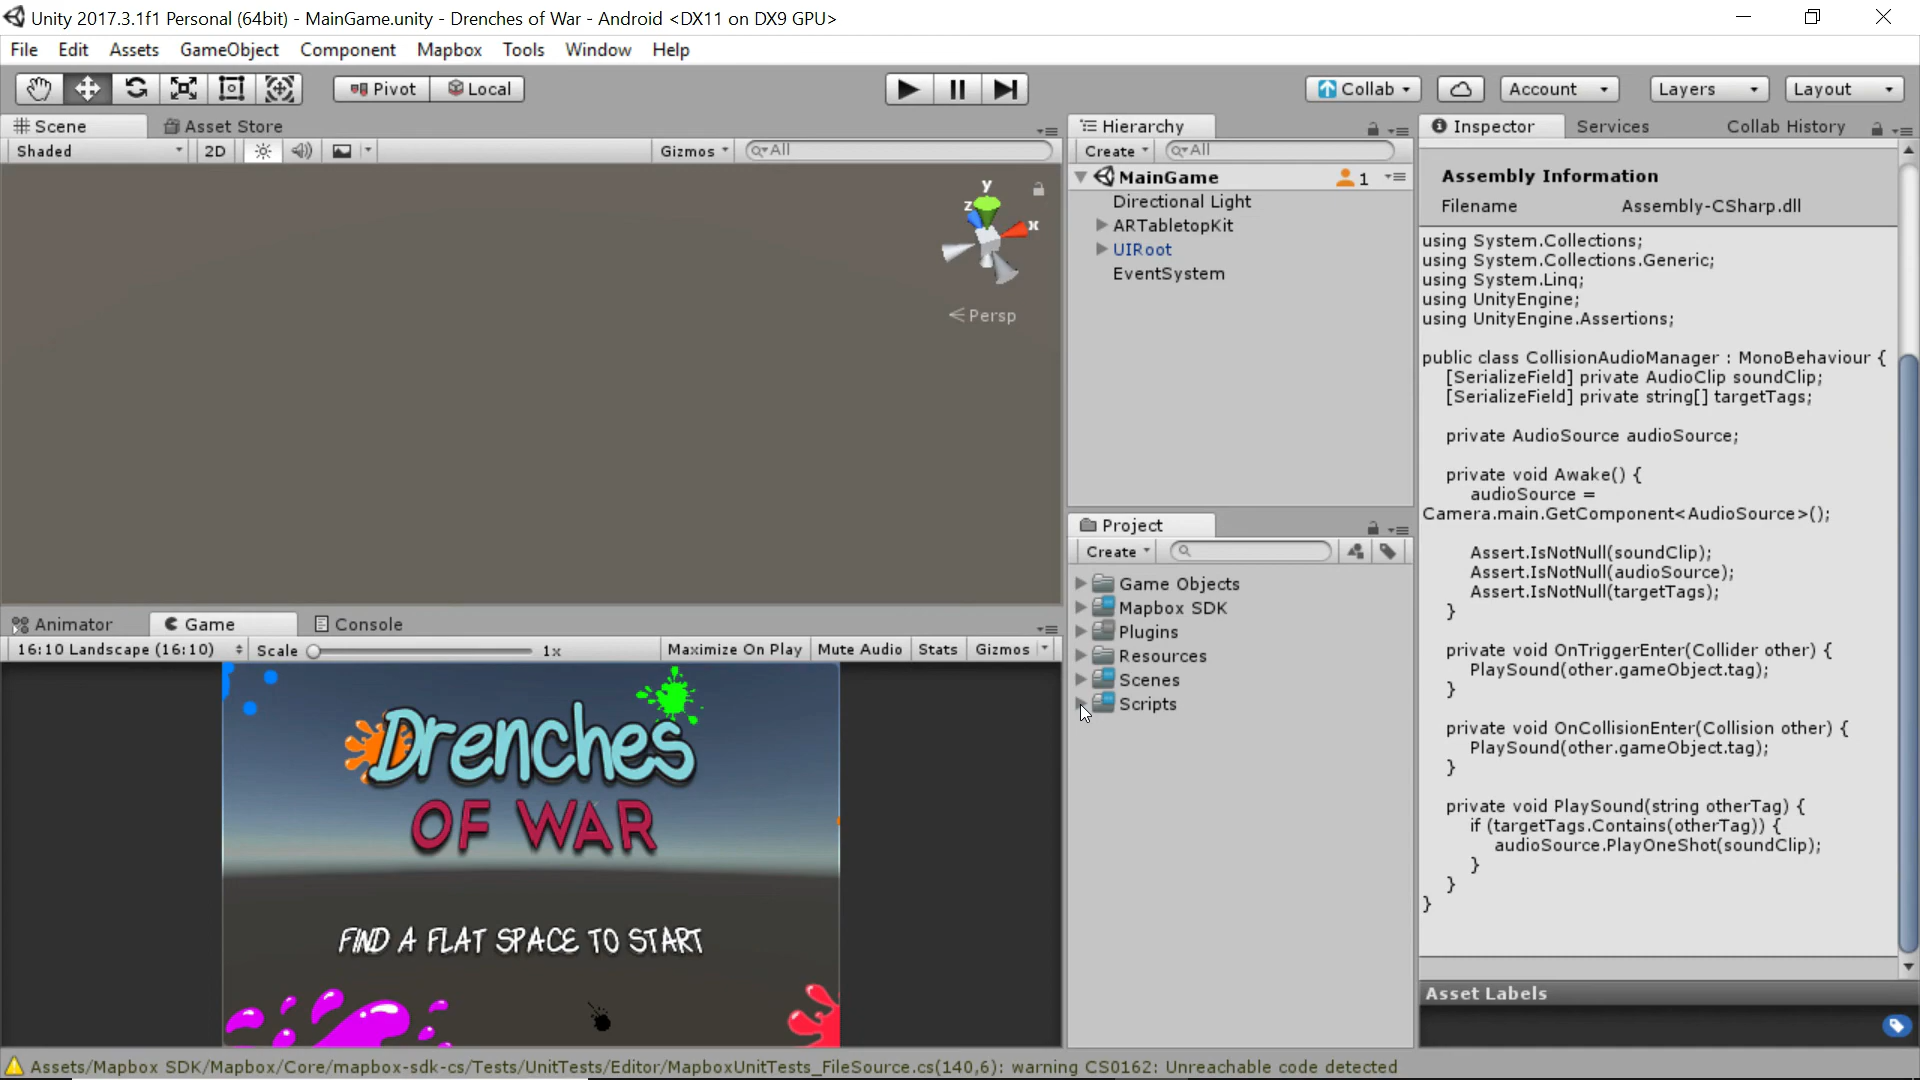 Unity 2017.3.1f1 Personal (64bit) - MainGame.unity - Drenches of War - Android <DX11 on DX9 GPU>
File Edit Assets GameObject Component Mapbox Tools Window Help
Pivot Local Collab Account Layers Layout
Scene Asset Store
Shaded 2D Gizmos All
y
z
x
Persp
Hierarchy
Create All
MainGame 1
Directional Light
ARTabletopKit
UIRoot
EventSystem
Project
Create
Game Objects
Mapbox SDK
Plugins
Resources
Scenes
Scripts
Animator Game Console
16:10 Landscape (16:10) Scale 1x Maximize On Play Mute Audio Stats Gizmos
Drenches
OF WAR
FIND A FLAT SPACE TO START
Inspector Services Collab History
Assembly Information
Filename Assembly-CSharp.dll
using System.Collections;
using System.Collections.Generic;
using System.Linq;
using UnityEngine;
using UnityEngine.Assertions;
public class CollisionAudioManager : MonoBehaviour {
[SerializeField] private AudioClip soundClip;
[SerializeField] private string[] targetTags;
private AudioSource audioSource;
private void Awake() {
audioSource =
Camera.main.GetComponent<AudioSource>();
Assert.IsNotNull(soundClip);
Assert.IsNotNull(audioSource);
Assert.IsNotNull(targetTags);
}
private void OnTriggerEnter(Collider other) {
PlaySound(other.gameObject.tag);
}
private void OnCollisionEnter(Collision other) {
PlaySound(other.gameObject.tag);
}
private void PlaySound(string otherTag) {
if (targetTags.Contains(otherTag)) {
audioSource.PlayOneShot(soundClip);
}
}
}
Asset Labels
Assets/Mapbox SDK/Mapbox/Core/mapbox-sdk-cs/Tests/UnitTests/Editor/MapboxUnitTests_FileSource.cs(140,6): warning CS0162: Unreachable code detected